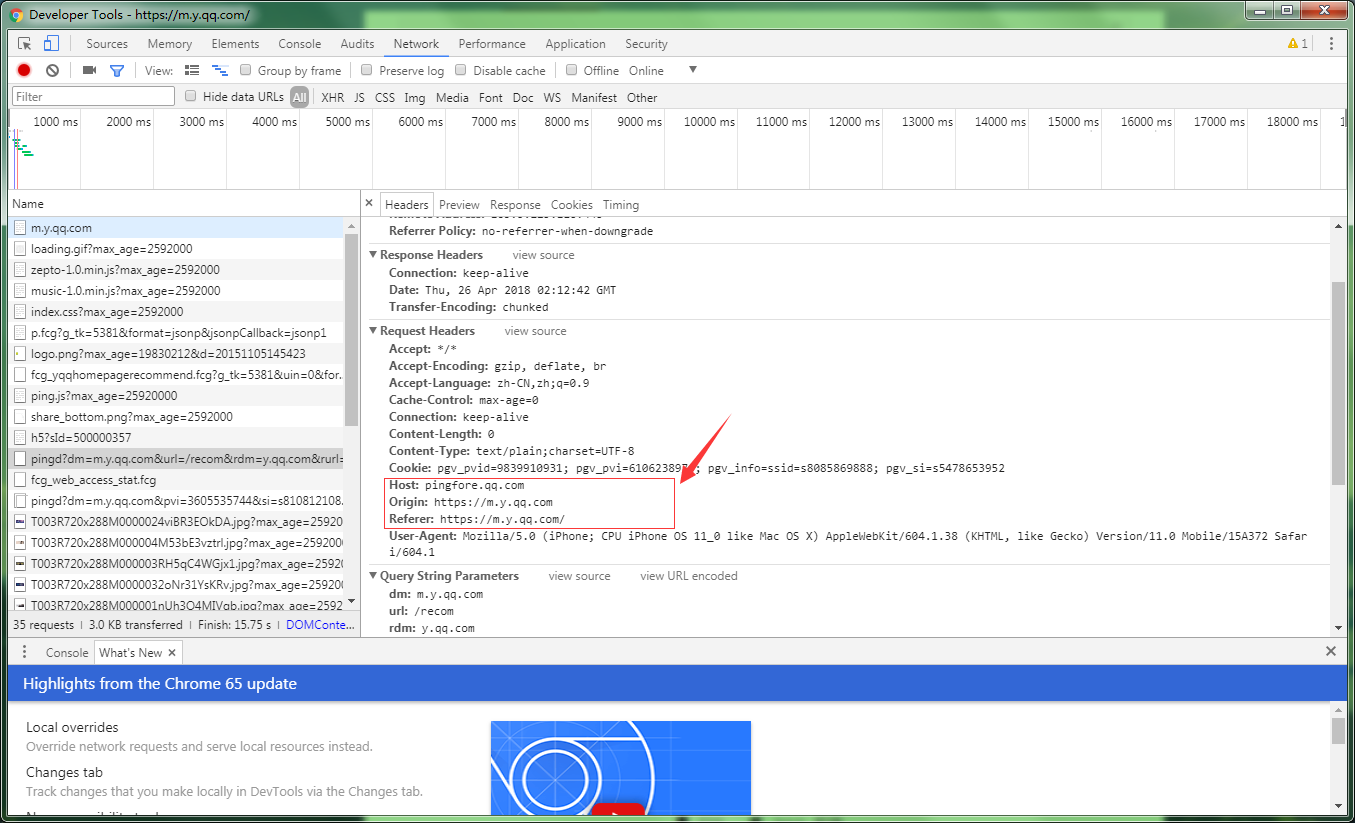 Developer Tools - https://m.y.qq.com/
Sources Memory Elements Console Audits Network Performance Application Security 1
View: Group by frame Preserve log Disable cache Offline Online
Filter Hide data URLs All XHR JS CSS Img Media Font Doc WS Manifest Other
1000 ms 2000 ms 3000 ms 4000 ms 5000 ms 6000 ms 7000 ms 8000 ms 9000 ms 10000 ms 11000 ms 12000 ms 13000 ms 14000 ms 15000 ms 16000 ms 17000 ms 18000 ms
Name
m.y.qq.com
loading.gif?max_age=2592000
zepto-1.0.min.js?max_age=2592000
music-1.0.min.js?max_age=2592000
index.css?max_age=2592000
p.fcg?g_tk=5381&format=jsonp&jsonpCallback=jsonp1
logo.png?max_age=19830212&d=20151105145423
fcg_yqqhomepagerecommend.fcg?g_tk=5381&uin=0&for...
ping.js?max_age=25920000
share_bottom.png?max_age=2592000
h5?sId=500000357
pingd?dm=m.y.qq.com&url=/recom&rdm=y.qq.com&rurl=
fcg_web_access_stat.fcg
pingd?dm=m.y.qq.com&pvi=3605535744&si=s810812108
T003R720x288M0000024viBR3EOkDA.jpg?max_age=25920
T003R720x288M000004M53bE3vztrl.jpg?max_age=259200
T003R720x288M000003RH5qC4WGjx1.jpg?max_age=25920
T003R720x288M0000032oNr31YsKRv.jpg?max_age=25920
T003R720x288M000001nUh3O4MIVqb.jpg?max_age=2592
35 requests | 3.0 KB transferred | Finish: 15.75 s | DOMConte...
Headers Preview Response Cookies Timing
Referrer Policy: no-referrer-when-downgrade
Response Headers view source
Connection: keep-alive
Date: Thu, 26 Apr 2018 02:12:42 GMT
Transfer-Encoding: chunked
Request Headers view source
Accept: */*
Accept-Encoding: gzip, deflate, br
Accept-Language: zh-CN,zh;q=0.9
Cache-Control: max-age=0
Connection: keep-alive
Content-Length: 0
Content-Type: text/plain;charset=UTF-8
Cookie: pgv_pvid=9839910931; pgv_info=ssid=s8085869888; pgv_si=s5478653952
Host: pingfore.qq.com
Origin: https://m.y.qq.com
Referer: https://m.y.qq.com/
User-Agent: Mozilla/5.0 (iPhone; CPU iPhone OS 11_0 like Mac OS X) AppleWebKit/604.1.38 (KHTML, like Gecko) Version/11.0 Mobile/15A372 Safar
i/604.1
Query String Parameters view source view URL encoded
dm: m.y.qq.com
url: /recom
rdm: y.qq.com
Console What's New
Highlights from the Chrome 65 update
Local overrides
Override network requests and serve local resources instead.
Changes tab
Track changes that you make locally in DevTools via the Changes tab.